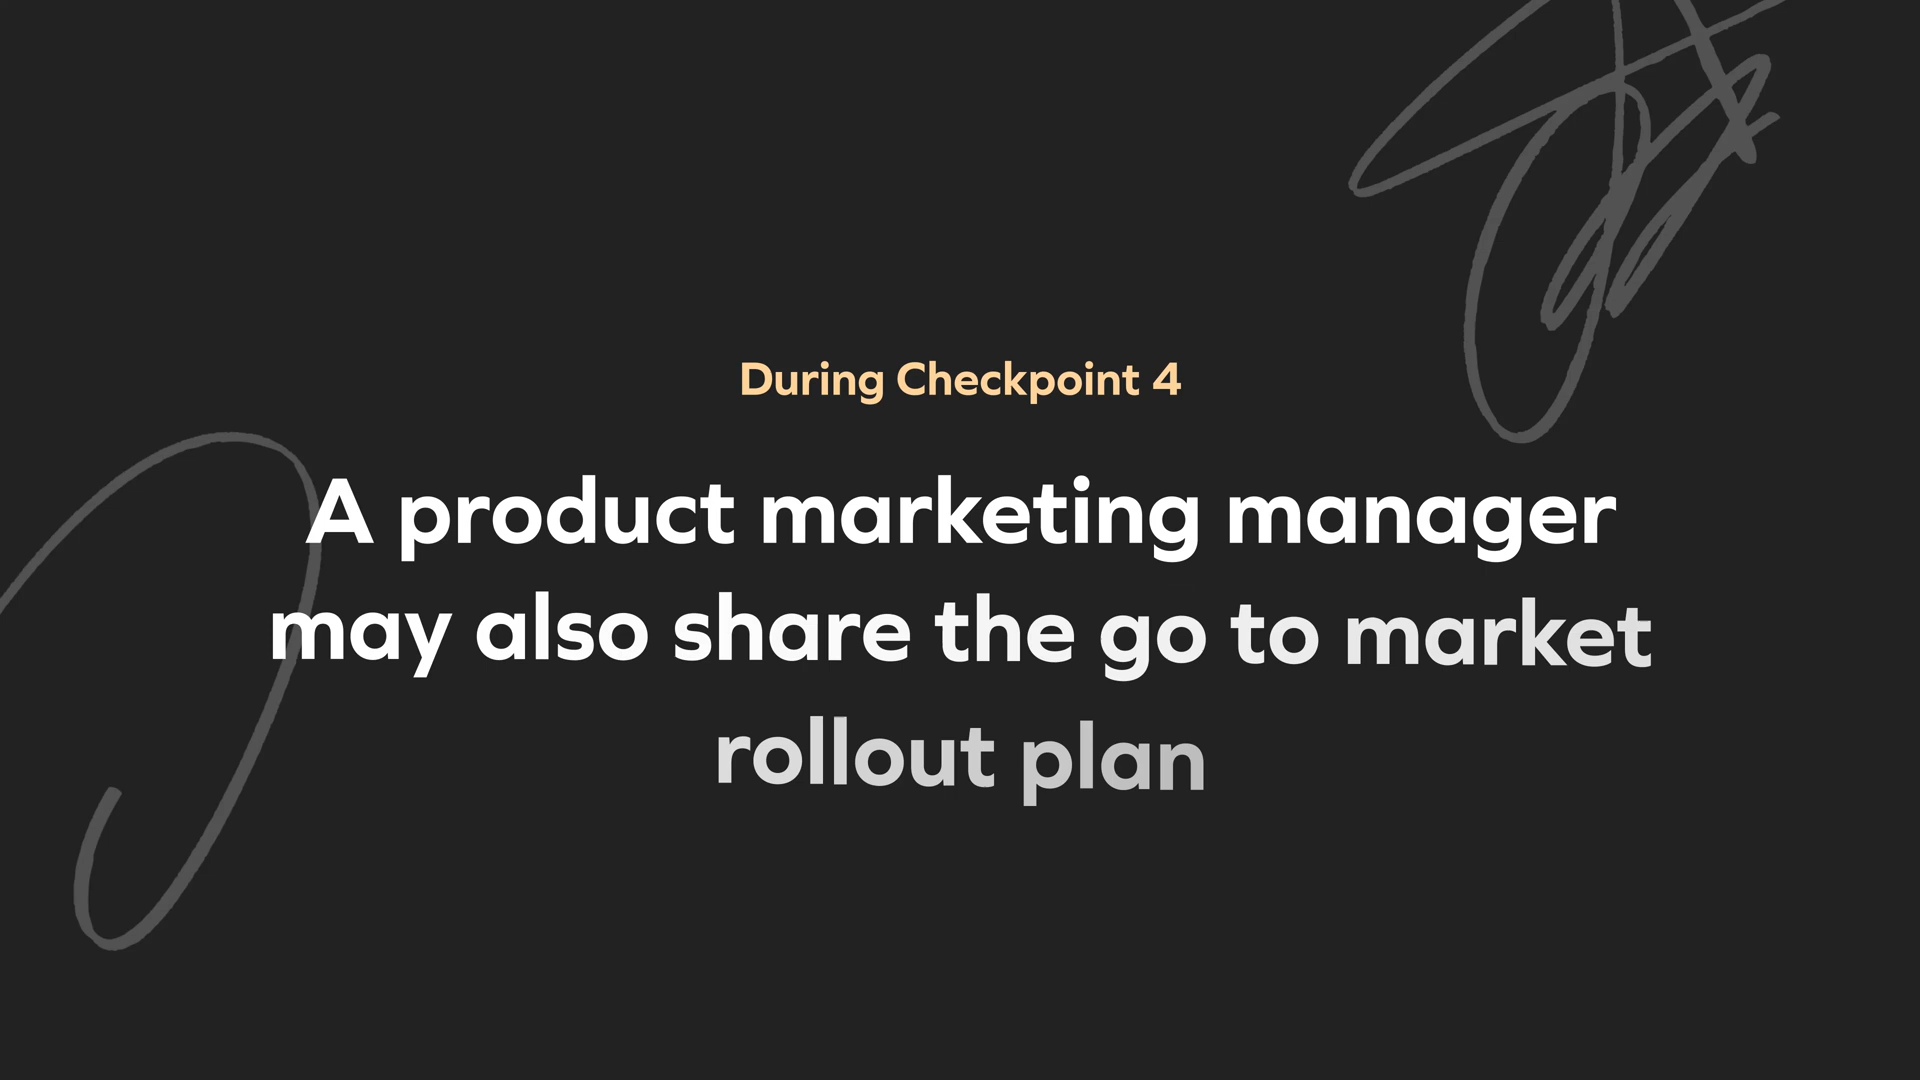 During Checkpoint 4
A product marketing manager
may also share the go to market
rollout plan